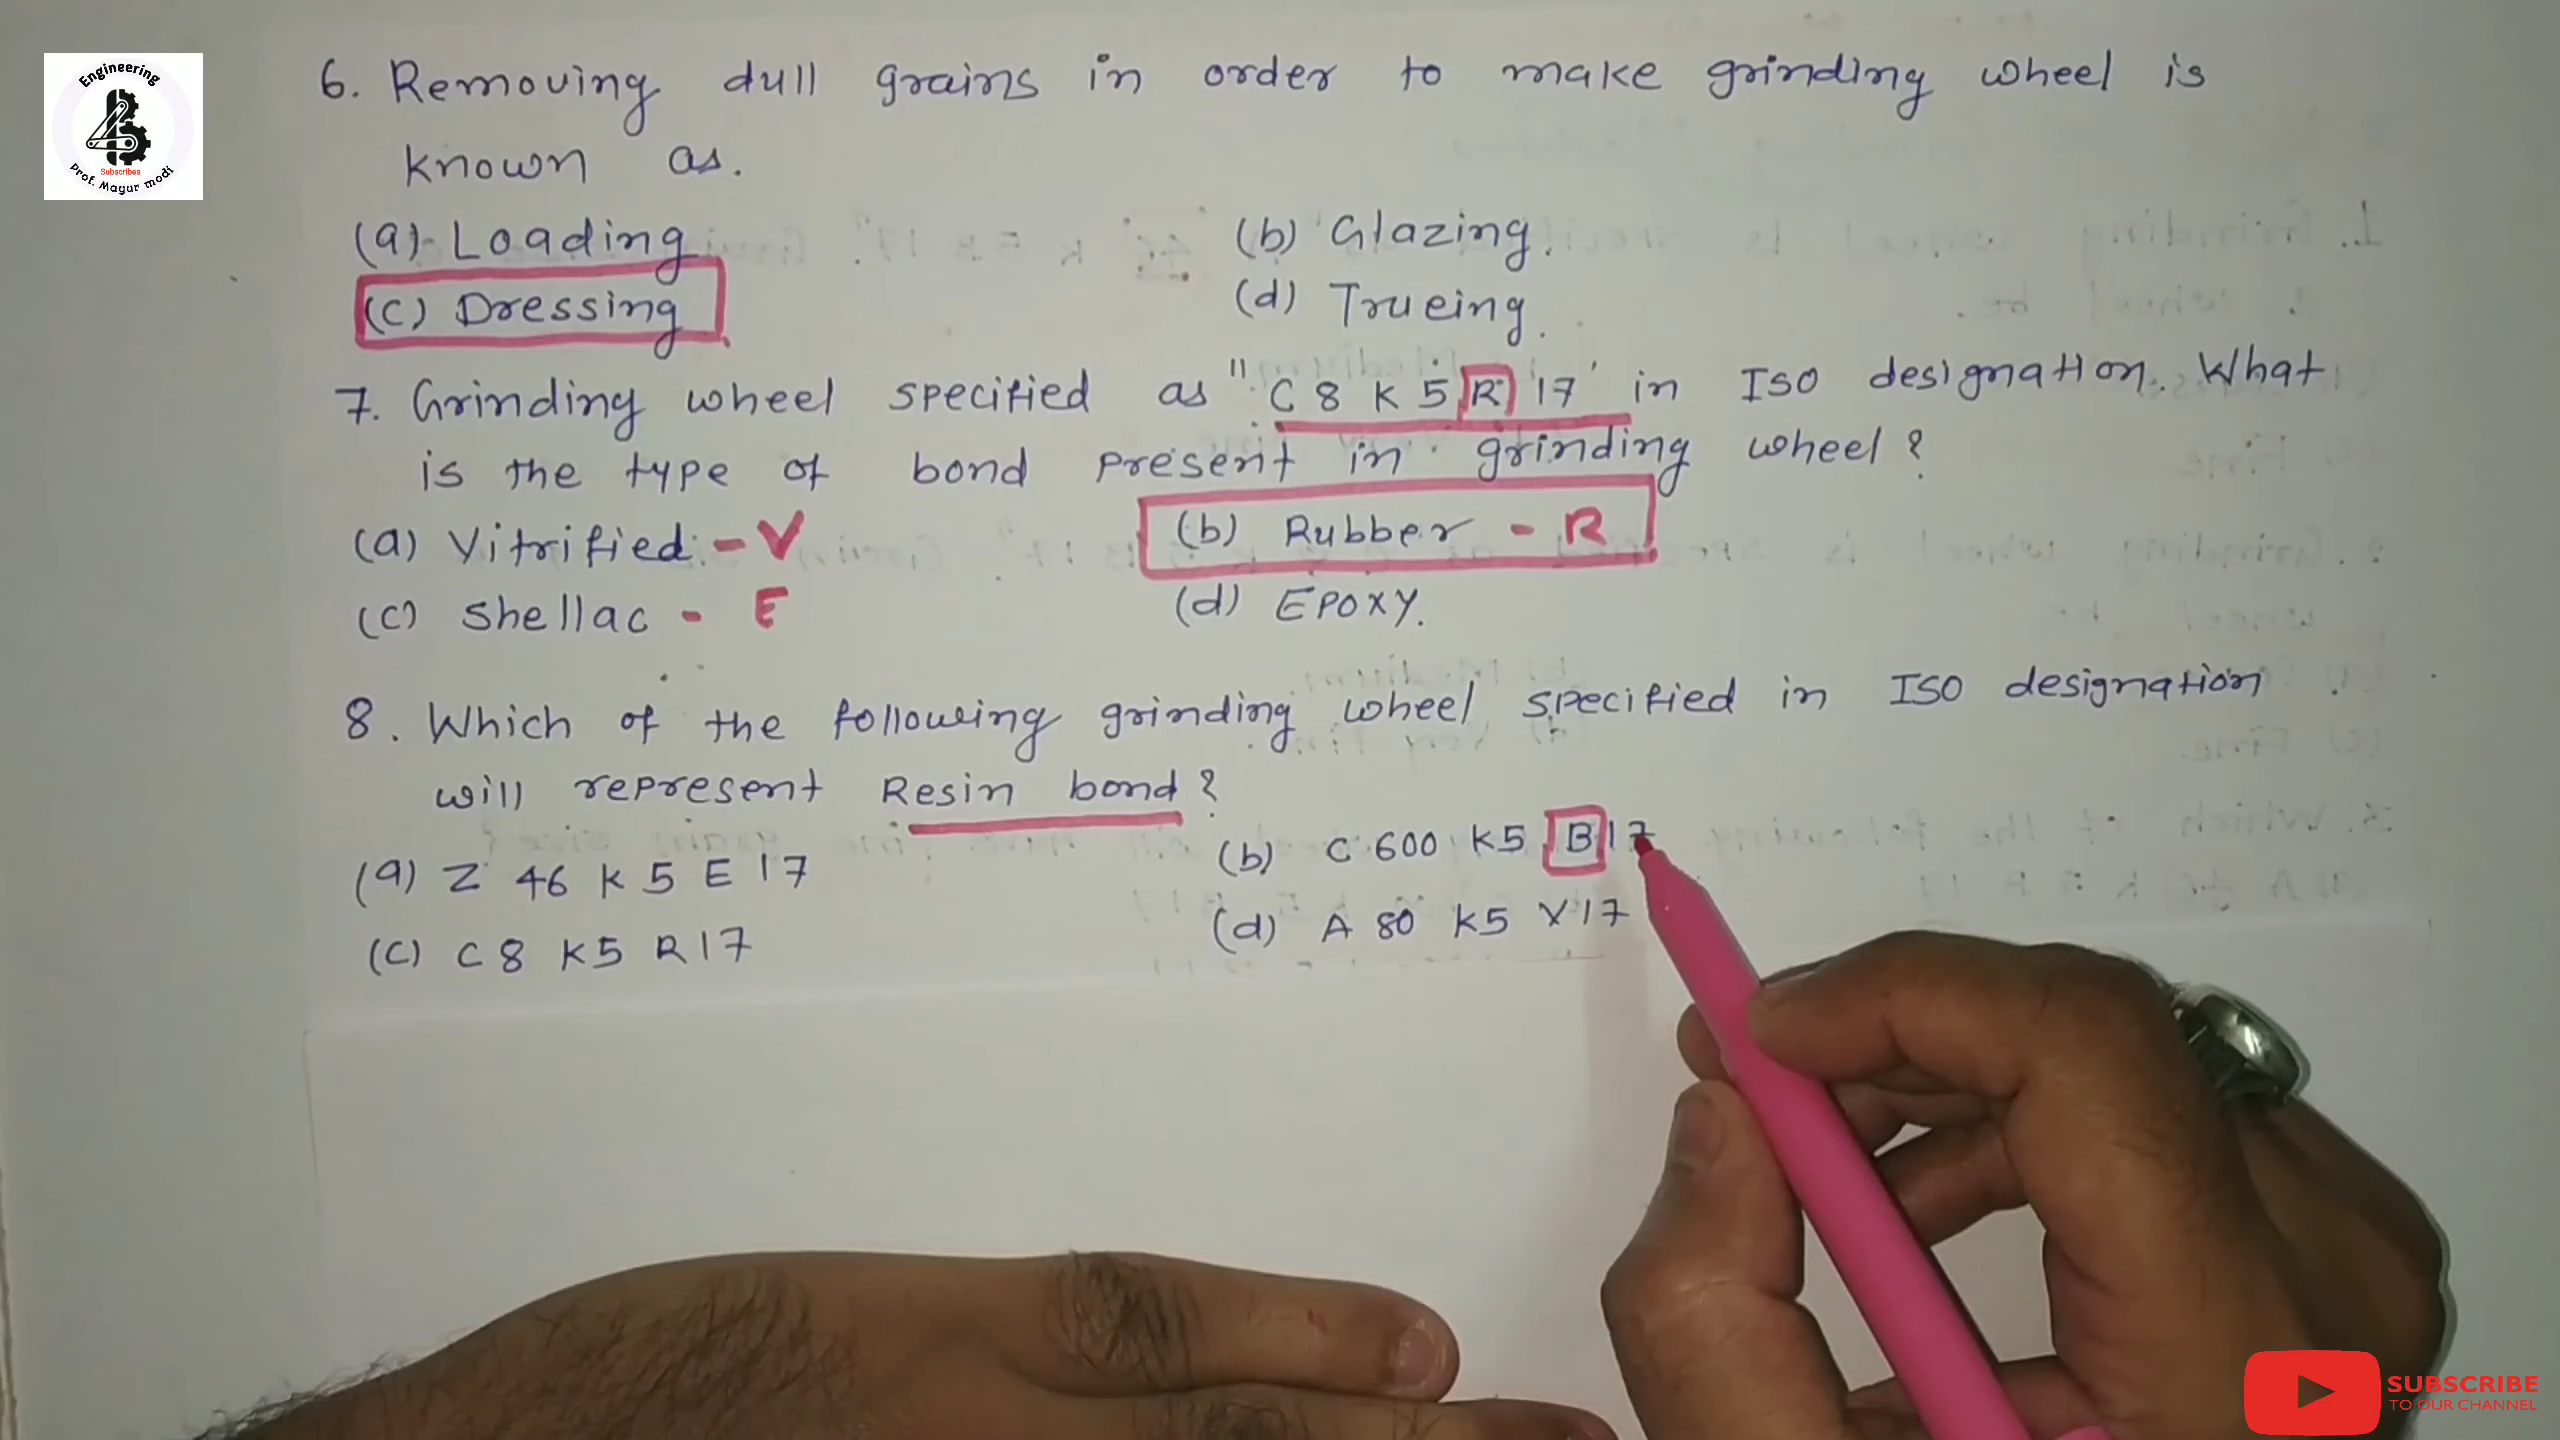 Engineering
Subscribes
Prof. Mayur modi
6. Removing dull grains in order to make grinding wheel is
known as.
(a) Loading
(b) Glazing.
(c) Dressing
(d) Trueing.
7. Grinding wheel specified as "C 8 K 5 R 17' in ISO designation. What
is the type of bond present in grinding wheel?
(a) Vitrified - V
(b) Rubber - R
(c) Shellac - E
(d) EPOXY.
8. Which of the following grinding wheel specified in ISO designation
will represent Resin bond?
(a) Z 46 K 5 E 17
(b) C 600 K5 B 17
(c) C 8 K5 R17
(d) A 80 K5 V17
SUBSCRIBE
TO OUR CHANNEL